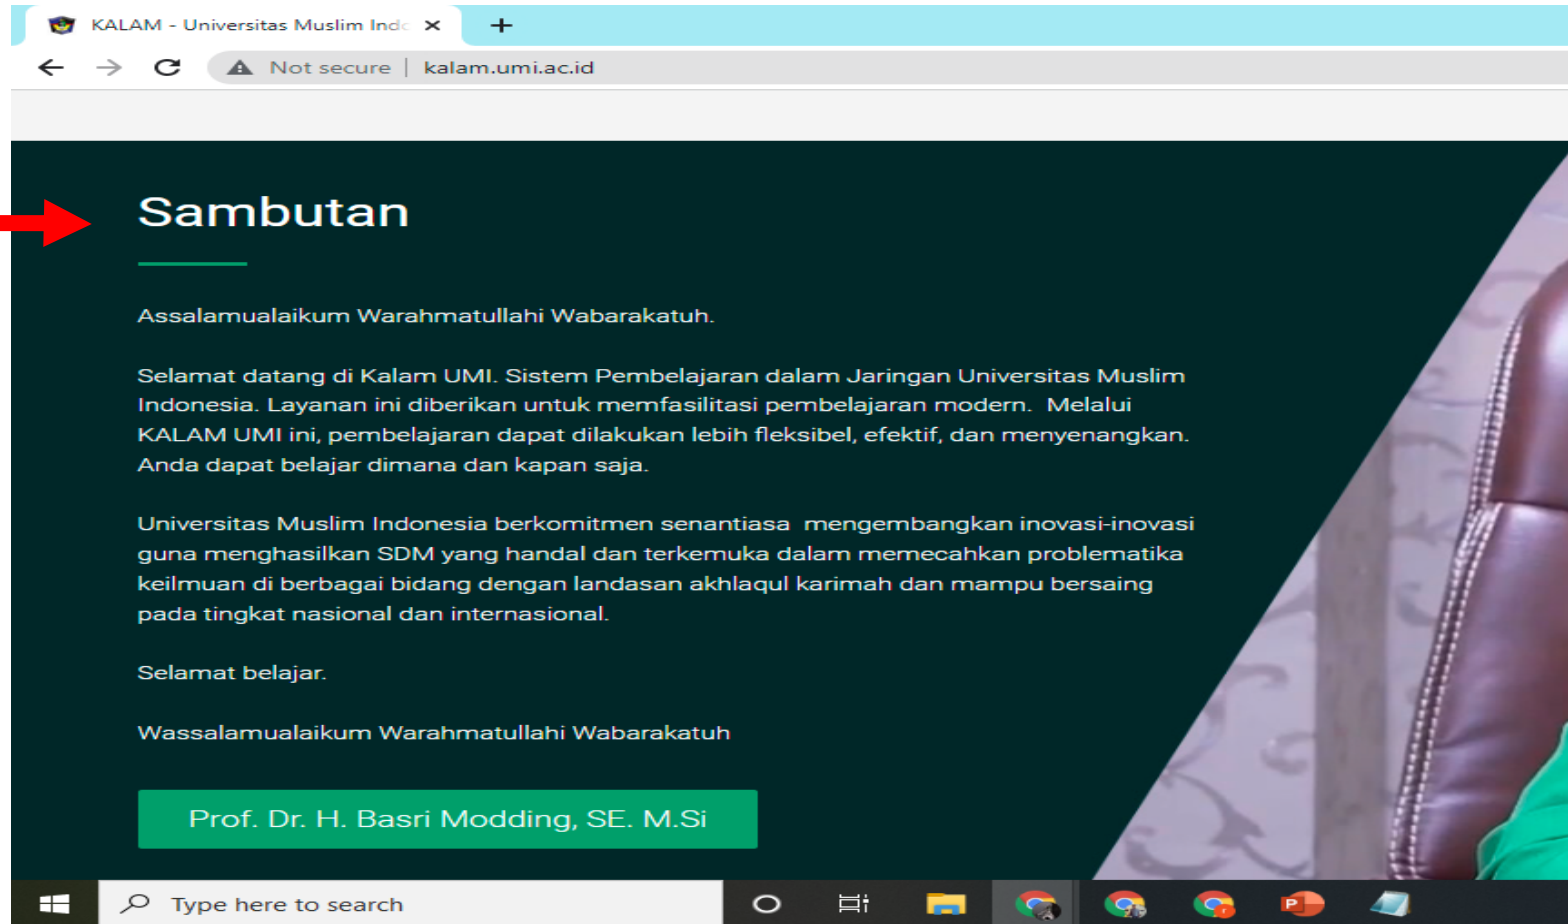 KALAM - Universitas Muslim Indo
Not secure | kalam.umi.ac.id
Sambutan
Assalamualaikum Warahmatullahi Wabarakatuh.
Selamat datang di Kalam UMI. Sistem Pembelajaran dalam Jaringan Universitas Muslim
Indonesia. Layanan ini diberikan untuk memfasilitasi pembelajaran modern. Melalui
KALAM UMI ini, pembelajaran dapat dilakukan lebih fleksibel, efektif, dan menyenangkan.
Anda dapat belajar dimana dan kapan saja.
Universitas Muslim Indonesia berkomitmen senantiasa mengembangkan inovasi-inovasi
guna menghasilkan SDM yang handal dan terkemuka dalam memecahkan problematika
keilmuan di berbagai bidang dengan landasan akhlaqul karimah dan mampu bersaing
pada tingkat nasional dan internasional.
Selamat belajar.
Wassalamualaikum Warahmatullahi Wabarakatuh
Prof. Dr. H. Basri Modding, SE. M.Si
Type here to search